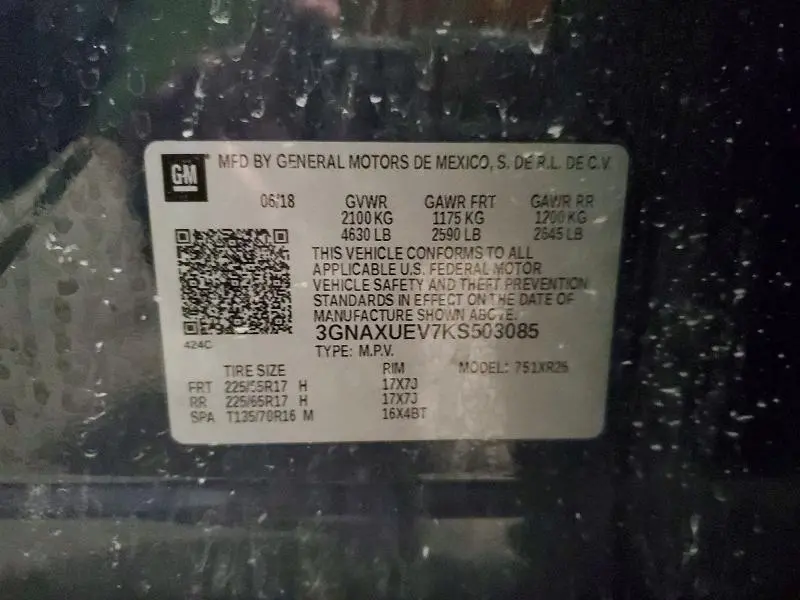 GM
MFD BY GENERAL MOTORS DE MEXICO, S. DE R.L. DE C.V.
06/18 GVWR GAWR FRT GAWR RR
2100 KG 1175 KG 1200 KG
4630 LB 2590 LB 2645 LB
THIS VEHICLE CONFORMS TO ALL
APPLICABLE U.S. FEDERAL MOTOR
VEHICLE SAFETY AND THEFT PREVENTION
STANDARDS IN EFFECT ON THE DATE OF
MANUFACTURE SHOWN ABOVE.
3GNAXUEV7KS503085
424C
TYPE: M.P.V.
TIRE SIZE RIM MODEL: 751XR26
FRT 225/65R17 H 17X7J
RR 225/65R17 H 17X7J
SPA T135/70R16 M 16X4BT